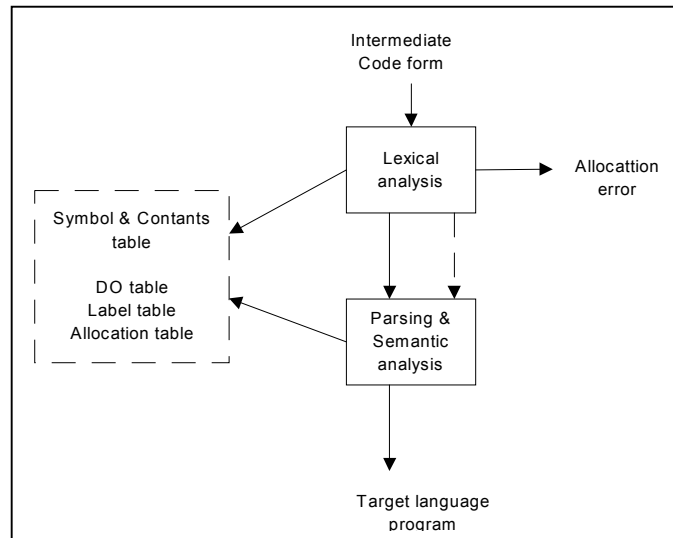 Intermediate
Code form
Lexical
analysis
Allocattion
error
Symbol & Contants
table
DO table
Label table
Allocation table
Parsing &
Semantic
analysis
Target language
program